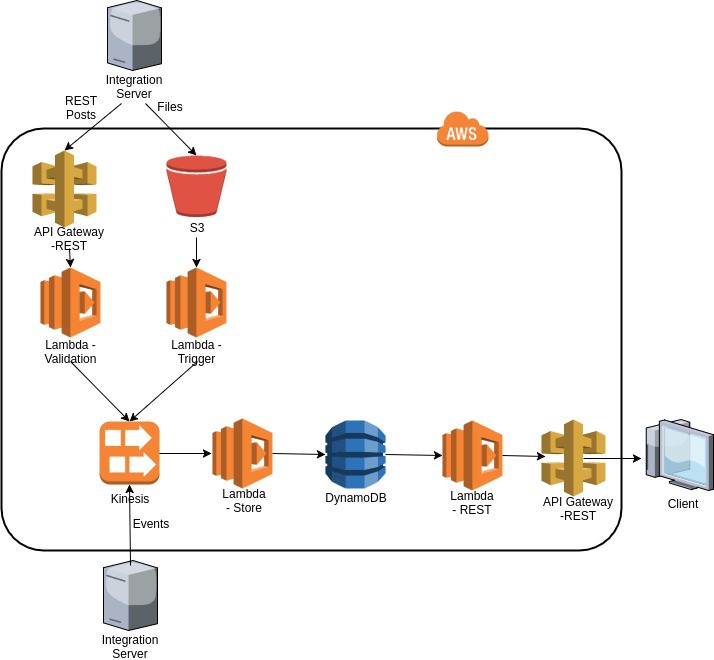 Integration
Server
REST
Posts
Files
AWS
API Gateway
-REST
S3
Lambda -
Validation
Lambda -
Trigger
Kinesis
Lambda
- Store
DynamoDB
Lambda
- REST
API Gateway
-REST
Client
Events
Integration
Server